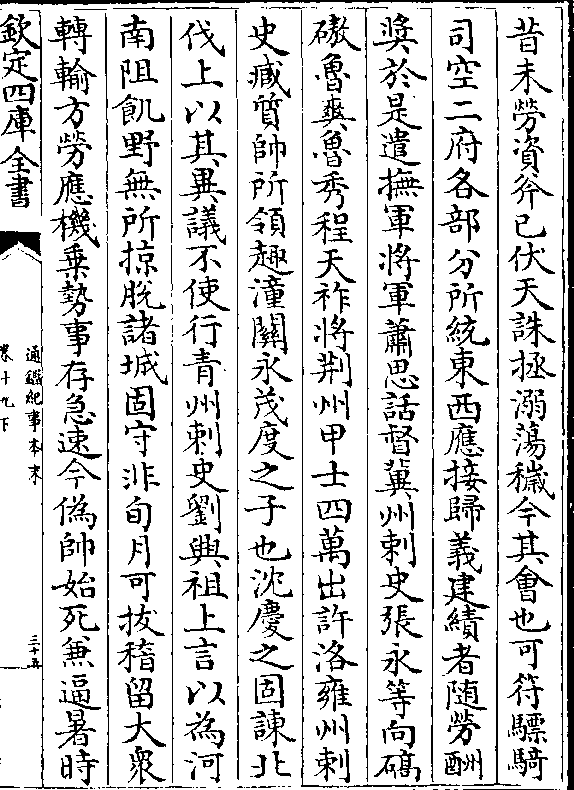 昔未勞資斧已伏天誅拯溺蕩穢今其會也可符驃騎
司空二府各部分所統東西應接歸義建績者随勞酬
奬於是遣撫軍將軍蕭思話督冀州刺史張永等向碻
磝魯爽魯秀程天祚將荆州甲士四萬出許洛雍州刺
史臧質帥所領趣潼關永茂度之子也沈慶之固諫北
伐上以其異議不使行青州刺史劉興祖上言以為河
南阻飢野無所掠脱諸城固守非旬月可拔稽留大衆
轉輸方勞應機乗勢事存急速今偽帥始死兼逼暑時
欽定四庫全書
通鑑紀事本末
卷十九下
三十五